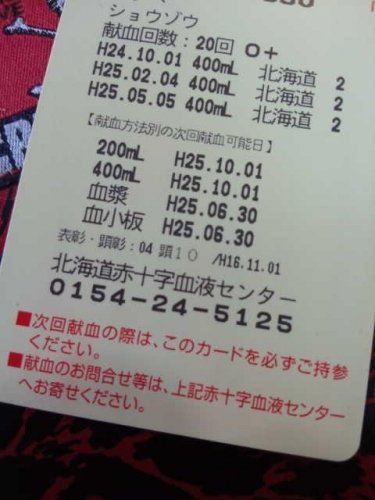 ショウゾウ
献血回数:20回 O+
H24.10.01 400mL 北海道 2
H25.02.04 400mL 北海道 2
H25.05.05 400mL 北海道 2
【献血方法別の次回献血可能日】
200mL H25.10.01
400mL H25.10.01
血漿 H25.06.30
血小板 H25.06.30
表彰・顕彰:04 顕10 /H16.11.01
北海道赤十字血液センター
0154-24-5125
■次回献血の際は、このカードを必ずご持参
ください。
■献血のお問合せ等は、上記赤十字血液センター
へお寄せください。